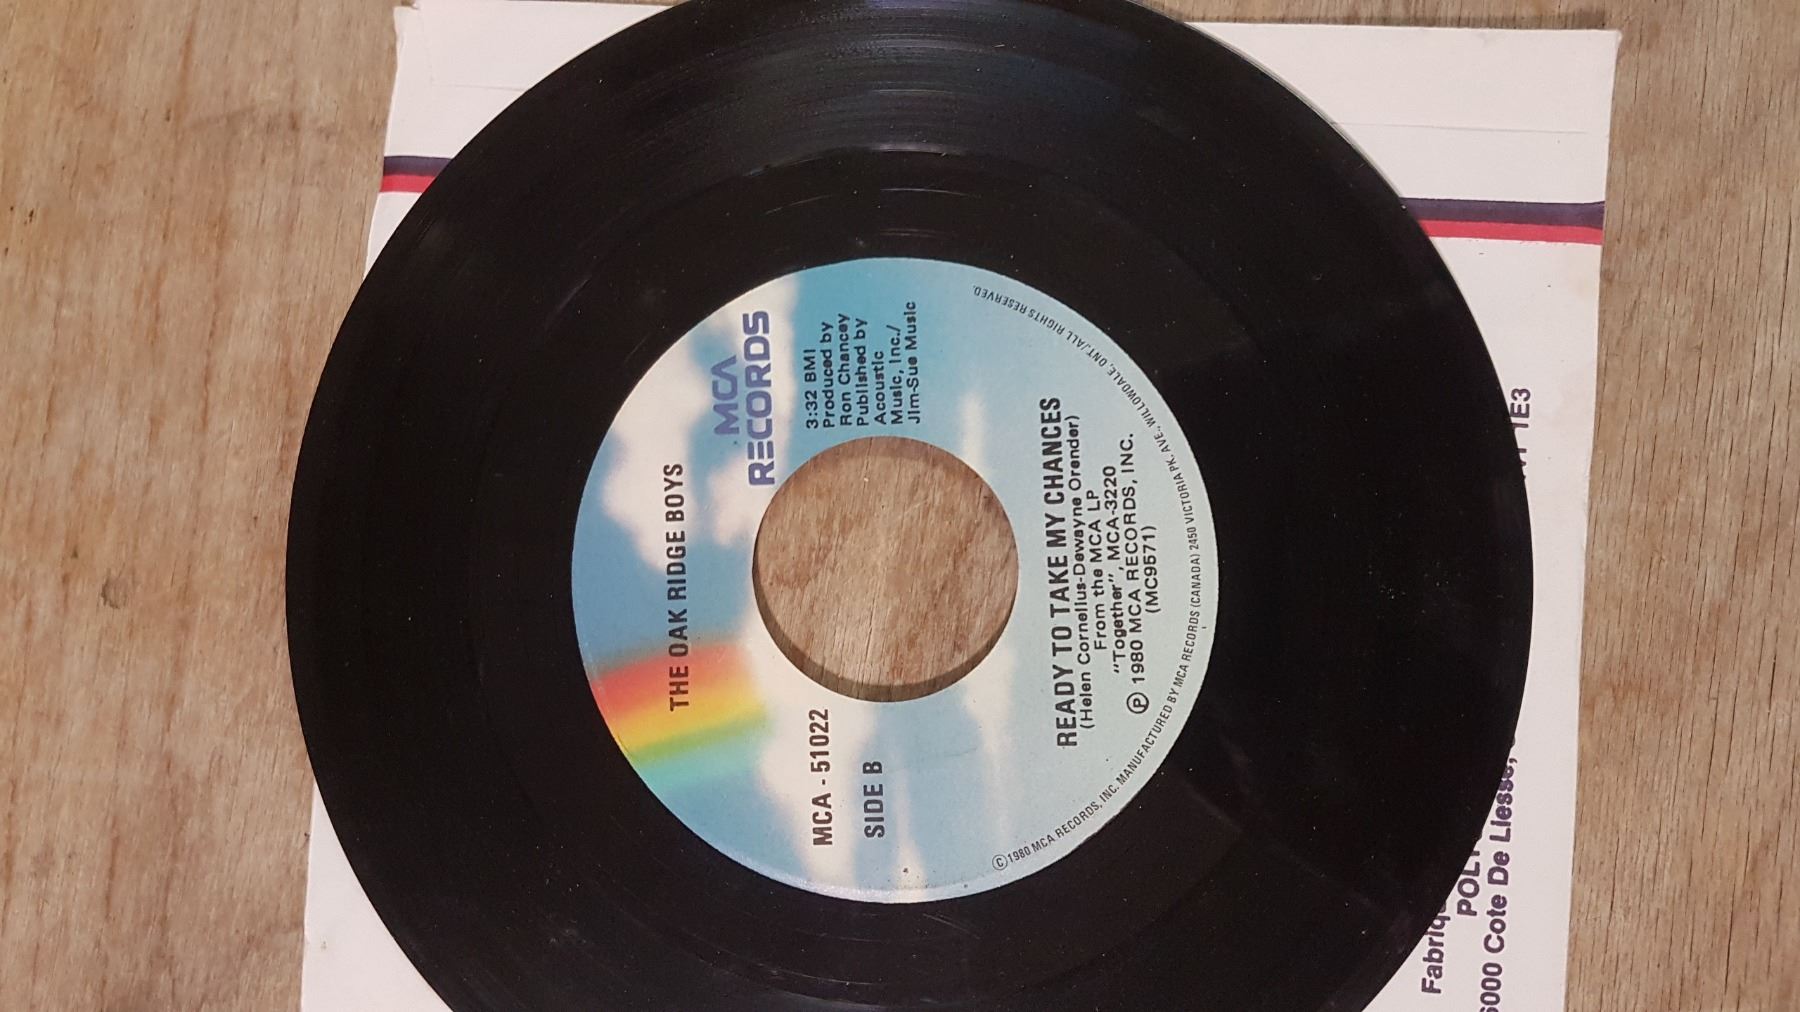 THE OAK RIDGE BOYS
MCA
RECORDS
MCA - 51022
SIDE B
3:32 BMI
Produced by
Ron Chancey
Published by
Acoustic
Music, Inc./
Jim-Sue Music
READY TO TAKE MY CHANCES
(Helen Cornelius-Dewayne Orender)
From the MCA LP
"Together", MCA-3220
℗ 1980 MCA RECORDS, INC.
(MC9571)
©1980 MCA RECORDS, INC. MANUFACTURED BY MCA RECORDS (CANADA) 2450 VICTORIA PK. AVE., WILLOWDALE, ONT./ALL RIGHTS RESERVED.
6000 Cote De Liesse,
1E3